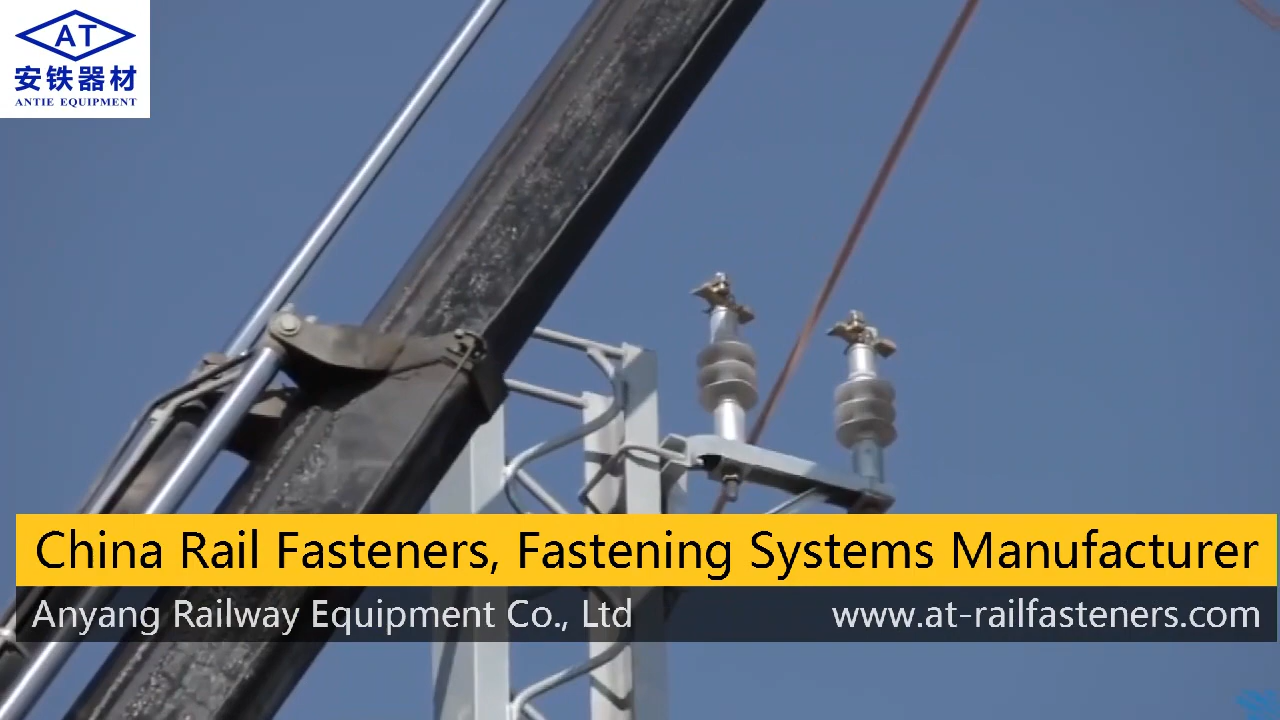 AT
安铁器材
ANTIE EQUIPMENT
China Rail Fasteners, Fastening Systems Manufacturer
Anyang Railway Equipment Co., Ltd
www.at-railfasteners.com